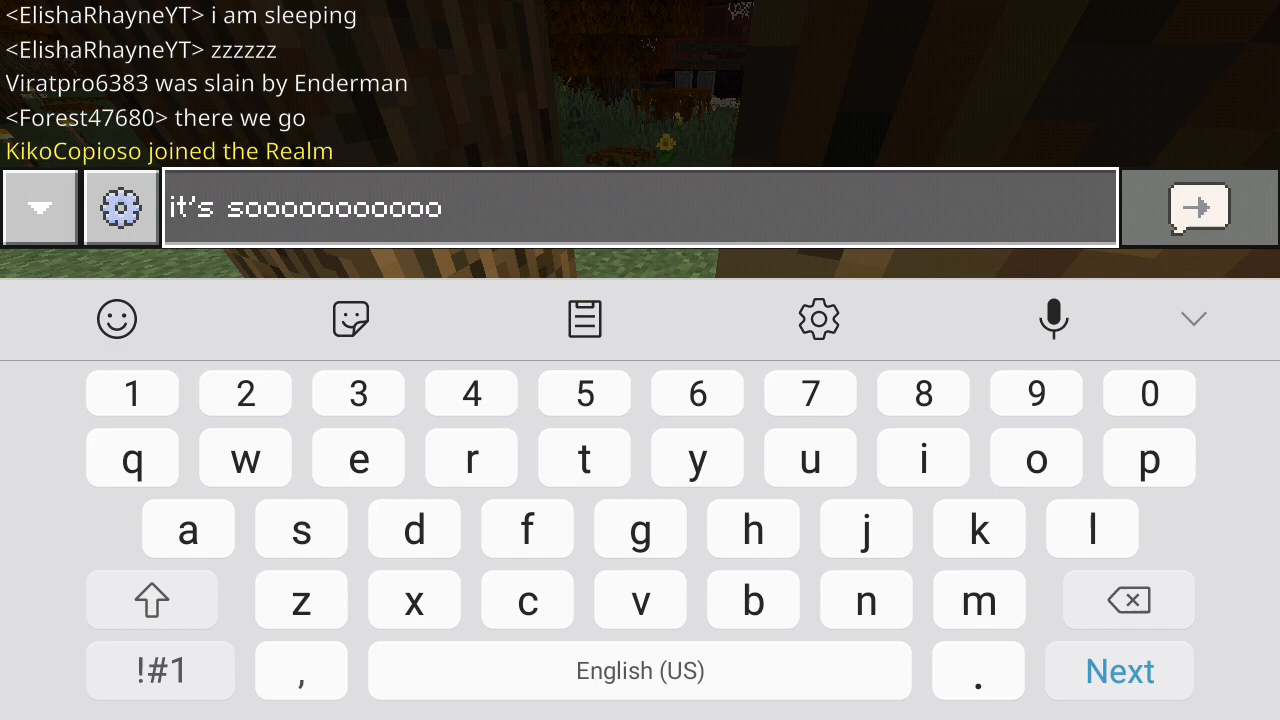 <ElishaRhayneYT> i am sleeping
<ElishaRhayneYT> zzzzzz
Viratpro6383 was slain by Enderman
<Forest47680> there we go
KikoCopioso joined the Realm
it's sooooooooooo
1 2 3 4 5 6 7 8 9 0
q w e r t y u i o p
a s d f g h j k l
z x c v b n m
!#1 , English (US) . Next